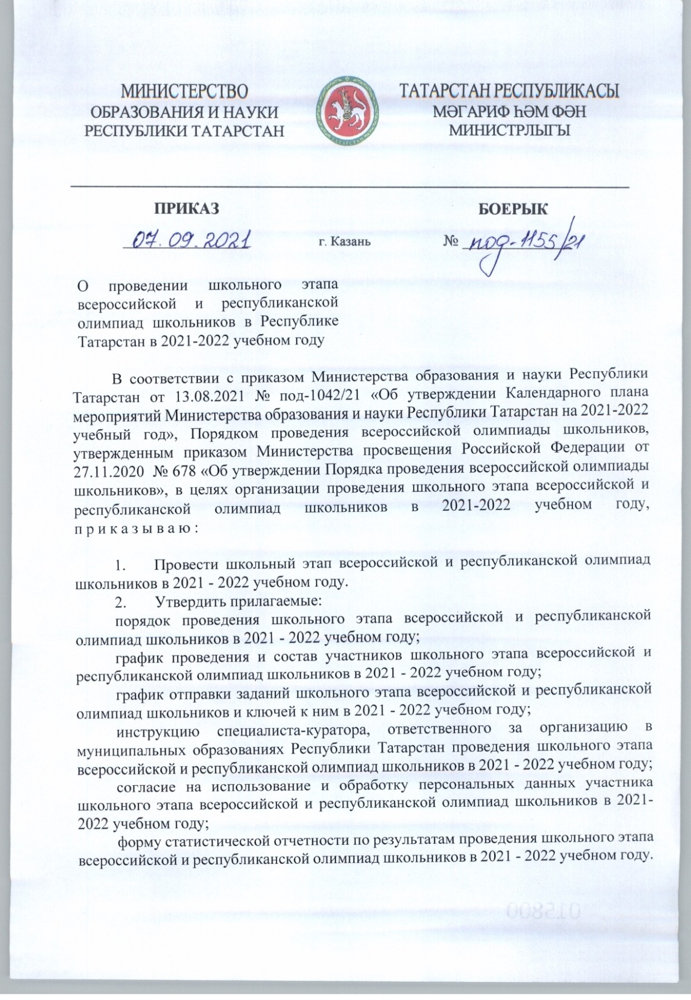 МИНИСТЕРСТВО
ОБРАЗОВАНИЯ И НАУКИ
РЕСПУБЛИКИ ТАТАРСТАН
ТАТАРСТАН
ТАТАРСТАН РЕСПУБЛИКАСЫ
МӘГАРИФ ҺӘМ ФӘН
МИНИСТРЛЫГЫ
ПРИКАЗ
БОЕРЫК
07.09.2021
г. Казань
№ под-1155/21
О проведении школьного этапа
всероссийской и республиканской
олимпиад школьников в Республике
Татарстан в 2021-2022 учебном году
В соответствии с приказом Министерства образования и науки Республики
Татарстан от 13.08.2021 № под-1042/21 «Об утверждении Календарного плана
мероприятий Министерства образования и науки Республики Татарстан на 2021-2022
учебный год», Порядком проведения всероссийской олимпиады школьников,
утвержденным приказом Министерства просвещения Российской Федерации от
27.11.2020 № 678 «Об утверждении Порядка проведения всероссийской олимпиады
школьников», в целях организации проведения школьного этапа всероссийской и
республиканской олимпиад школьников в 2021-2022 учебном году,
п р и к а з ы в а ю :
1. Провести школьный этап всероссийской и республиканской олимпиад
школьников в 2021 - 2022 учебном году.
2. Утвердить прилагаемые:
порядок проведения школьного этапа всероссийской и республиканской
олимпиад школьников в 2021 - 2022 учебном году;
график проведения и состав участников школьного этапа всероссийской и
республиканской олимпиад школьников в 2021 - 2022 учебном году;
график отправки заданий школьного этапа всероссийской и республиканской
олимпиад школьников и ключей к ним в 2021 - 2022 учебном году;
инструкцию специалиста-куратора, ответственного за организацию в
муниципальных образованиях Республики Татарстан проведения школьного этапа
всероссийской и республиканской олимпиад школьников в 2021 - 2022 учебном году;
согласие на использование и обработку персональных данных участника
школьного этапа всероссийской и республиканской олимпиад школьников в 2021-
2022 учебном году;
форму статистической отчетности по результатам проведения школьного этапа
всероссийской и республиканской олимпиад школьников в 2021 - 2022 учебном году.
015800